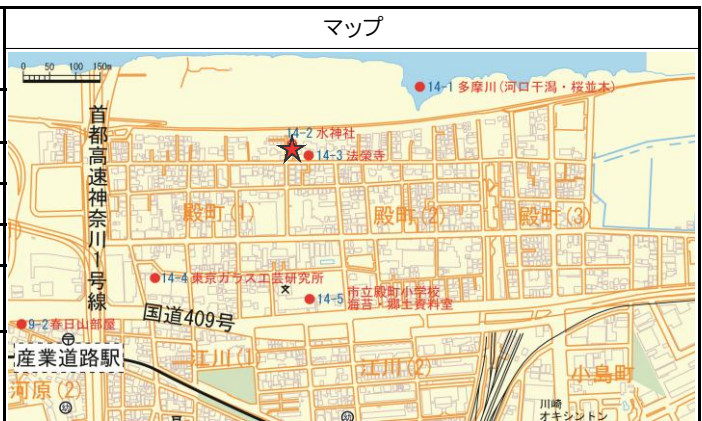 マップ
0 50 100 150m
14-1 多摩川(河口干潟・桜並木)
首都高速神奈川1号線
14-2 水神社
14-3 法榮寺
殿町(1)
殿町(2)
殿町(3)
14-4 東京ガラス工芸研究所
文
14-5 市立殿町小学校
海苔・郷土資料室
国道409号
9-2 春日山部屋
産業道路駅
江川(1)
江川(2)
小島町
河原(2)
川崎
オキシトン